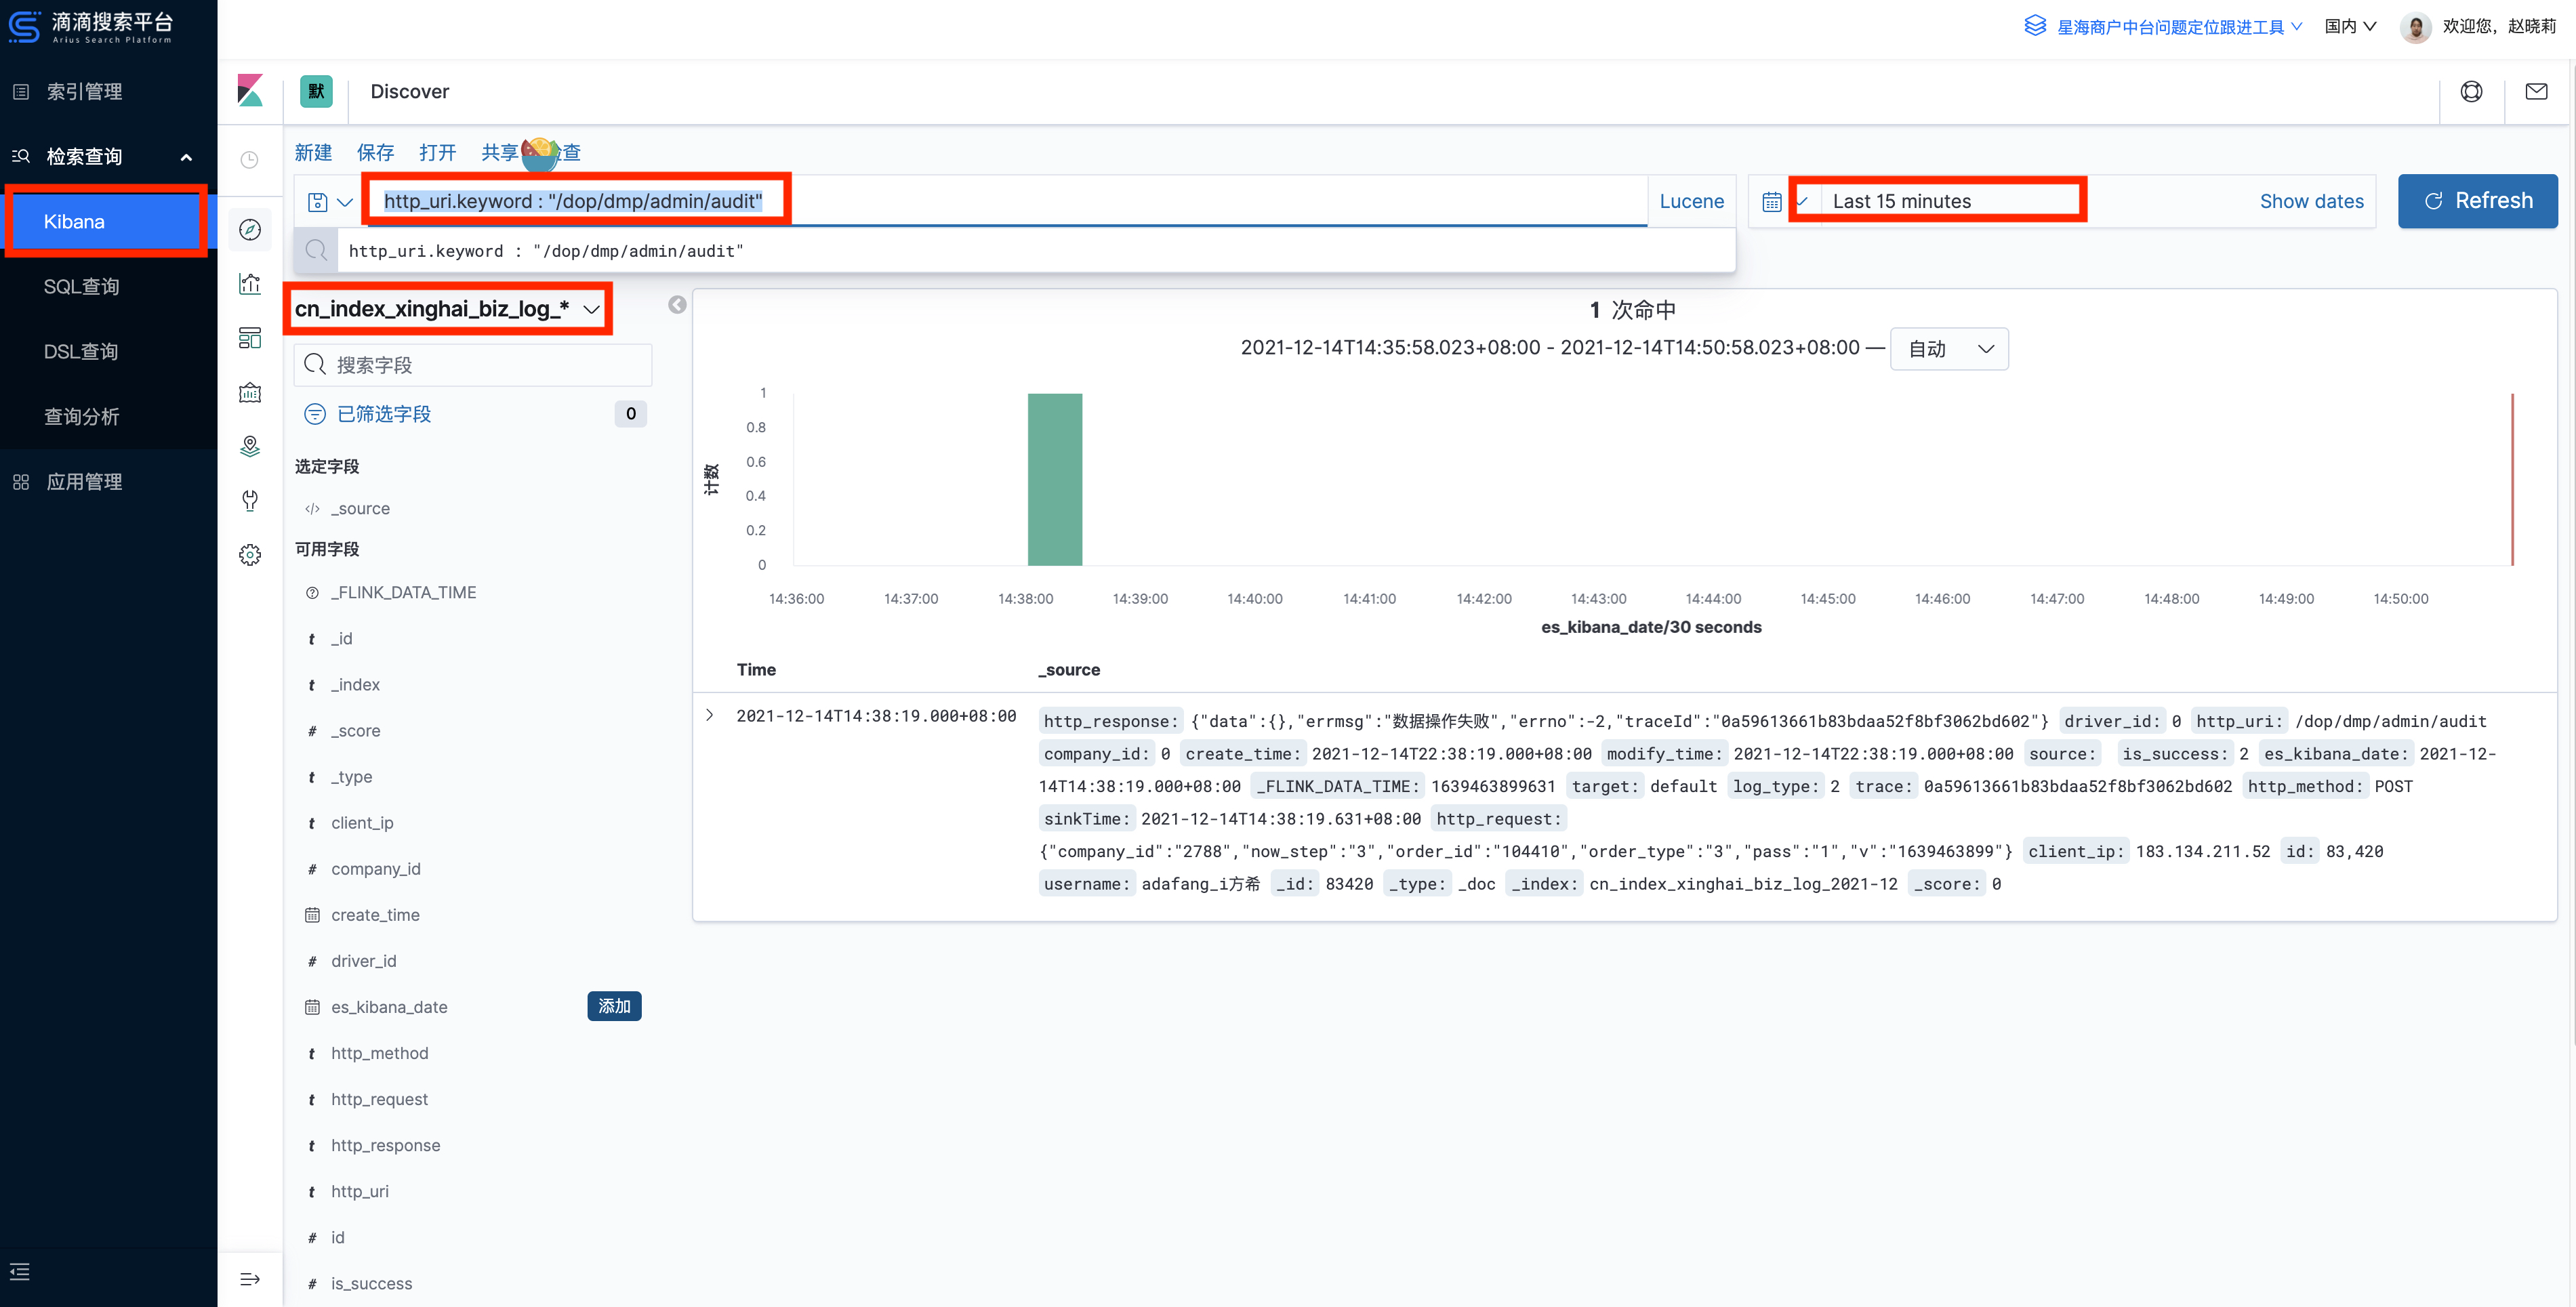 滴滴搜索平台
Arius Search Platform
星海商户中台问题定位跟进工具
国内
欢迎您，赵晓莉
索引管理
检索查询
Kibana
SQL查询
DSL查询
查询分析
应用管理
默
Discover
新建 保存 打开 共享 查
http_uri.keyword : "/dop/dmp/admin/audit"
Lucene
Last 15 minutes
Show dates
Refresh
http_uri.keyword : "/dop/dmp/admin/audit"
cn_index_xinghai_biz_log_*
搜索字段
已筛选字段 0
选定字段
_source
可用字段
_FLINK_DATA_TIME
t _id
t _index
# _score
t _type
t client_ip
# company_id
create_time
# driver_id
es_kibana_date 添加
t http_method
t http_request
t http_response
t http_uri
# id
# is_success
1 次命中
2021-12-14T14:35:58.023+08:00 - 2021-12-14T14:50:58.023+08:00 — 自动
计数
1
0.8
0.6
0.4
0.2
0
14:36:00 14:37:00 14:38:00 14:39:00 14:40:00 14:41:00 14:42:00 14:43:00 14:44:00 14:45:00 14:46:00 14:47:00 14:48:00 14:49:00 14:50:00
es_kibana_date/30 seconds
Time _source
2021-12-14T14:38:19.000+08:00
http_response: {"data":{},"errmsg":"数据操作失败","errno":-2,"traceId":"0a59613661b83bdaa52f8bf3062bd602"} driver_id: 0 http_uri: /dop/dmp/admin/audit
company_id: 0 create_time: 2021-12-14T22:38:19.000+08:00 modify_time: 2021-12-14T22:38:19.000+08:00 source: is_success: 2 es_kibana_date: 2021-12-
14T14:38:19.000+08:00 _FLINK_DATA_TIME: 1639463899631 target: default log_type: 2 trace: 0a59613661b83bdaa52f8bf3062bd602 http_method: POST
sinkTime: 2021-12-14T14:38:19.631+08:00 http_request:
{"company_id":"2788","now_step":"3","order_id":"104410","order_type":"3","pass":"1","v":"1639463899"} client_ip: 183.134.211.52 id: 83,420
username: adafang_i方希 _id: 83420 _type: _doc _index: cn_index_xinghai_biz_log_2021-12 _score: 0